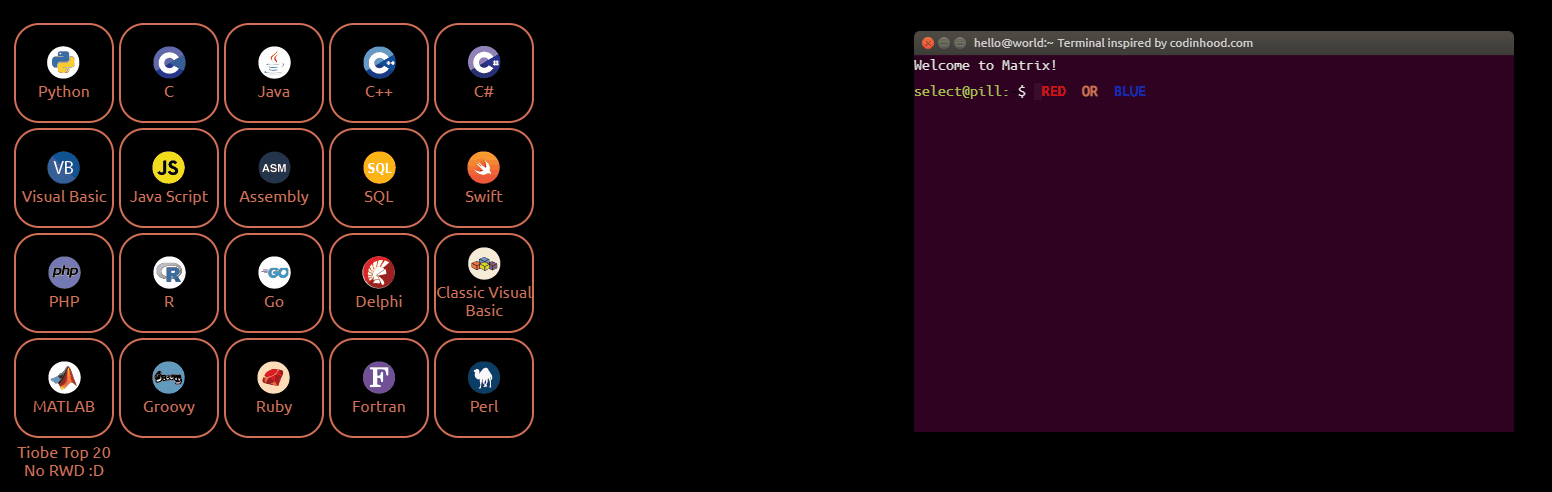 Python
C
Java
C++
C#
VB
Visual Basic
JS
Java Script
ASM
Assembly
SQL
SQL
Swift
php
PHP
R
R
GO
Go
Delphi
Classic Visual
Basic
MATLAB
Groovy
Ruby
F
Fortran
Perl
Tiobe Top 20
No RWD :D
hello@world:~ Terminal inspired by codinhood.com
Welcome to Matrix!
select@pill: $ RED OR BLUE